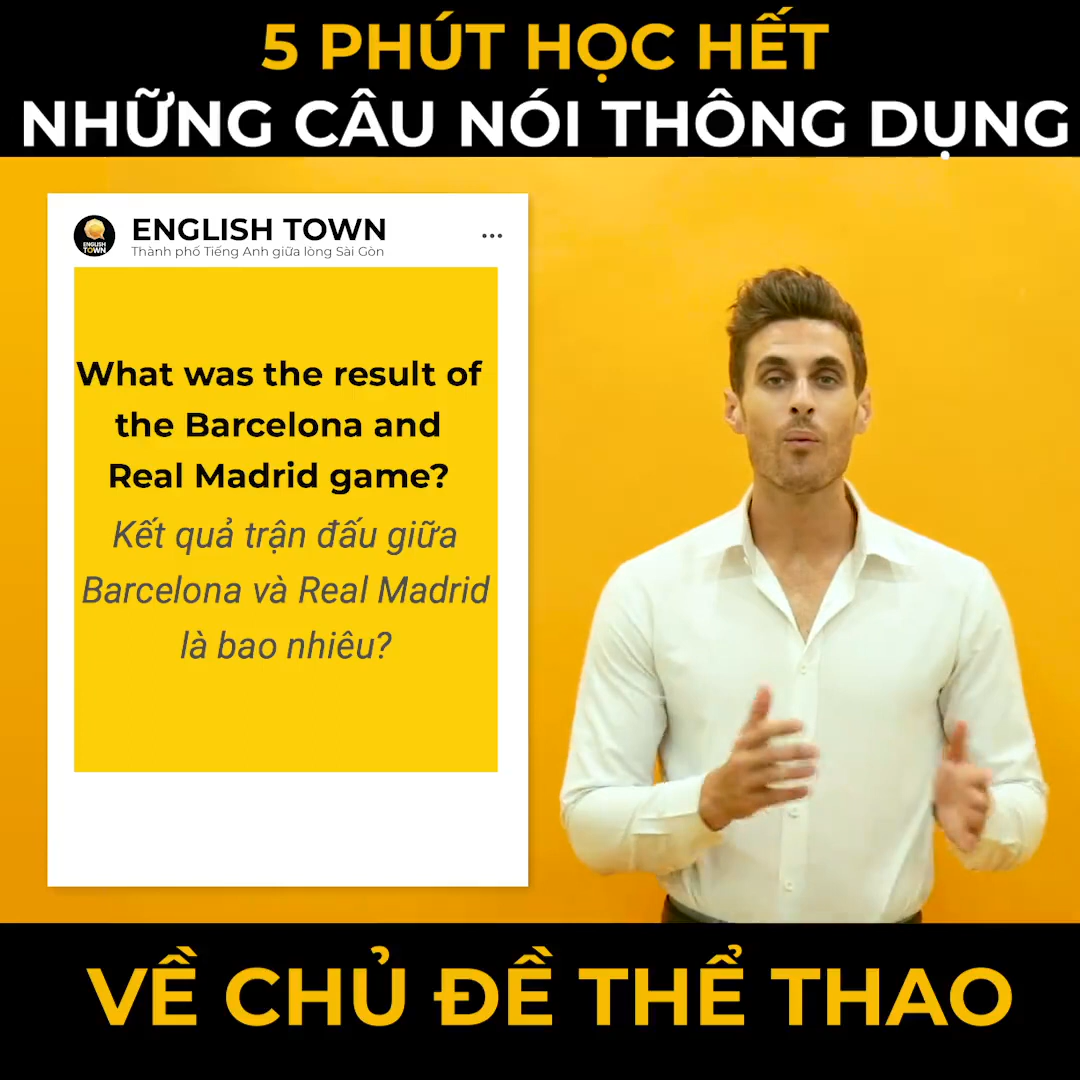 5 PHÚT HỌC HẾT
NHỮNG CÂU NÓI THÔNG DỤNG
ENGLISH TOWN
Thành phố Tiếng Anh giữa lòng Sài Gòn
ENGLISH
TOWN
What was the result of
the Barcelona and
Real Madrid game?
Kết quả trận đấu giữa
Barcelona và Real Madrid
là bao nhiêu?
VỀ CHỦ ĐỀ THỂ THAO